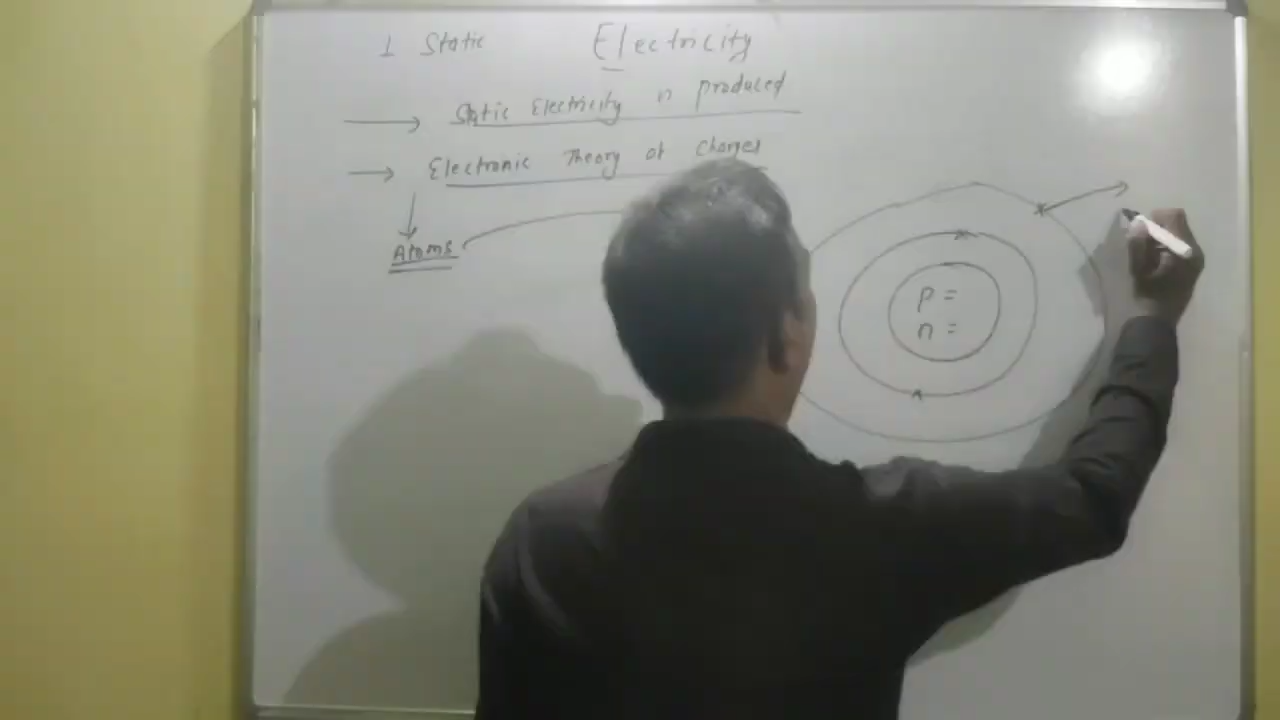 1 Static Electricity
→ Static Electricity is produced
→ Electronic Theory of Charges
Atoms
p =
n =